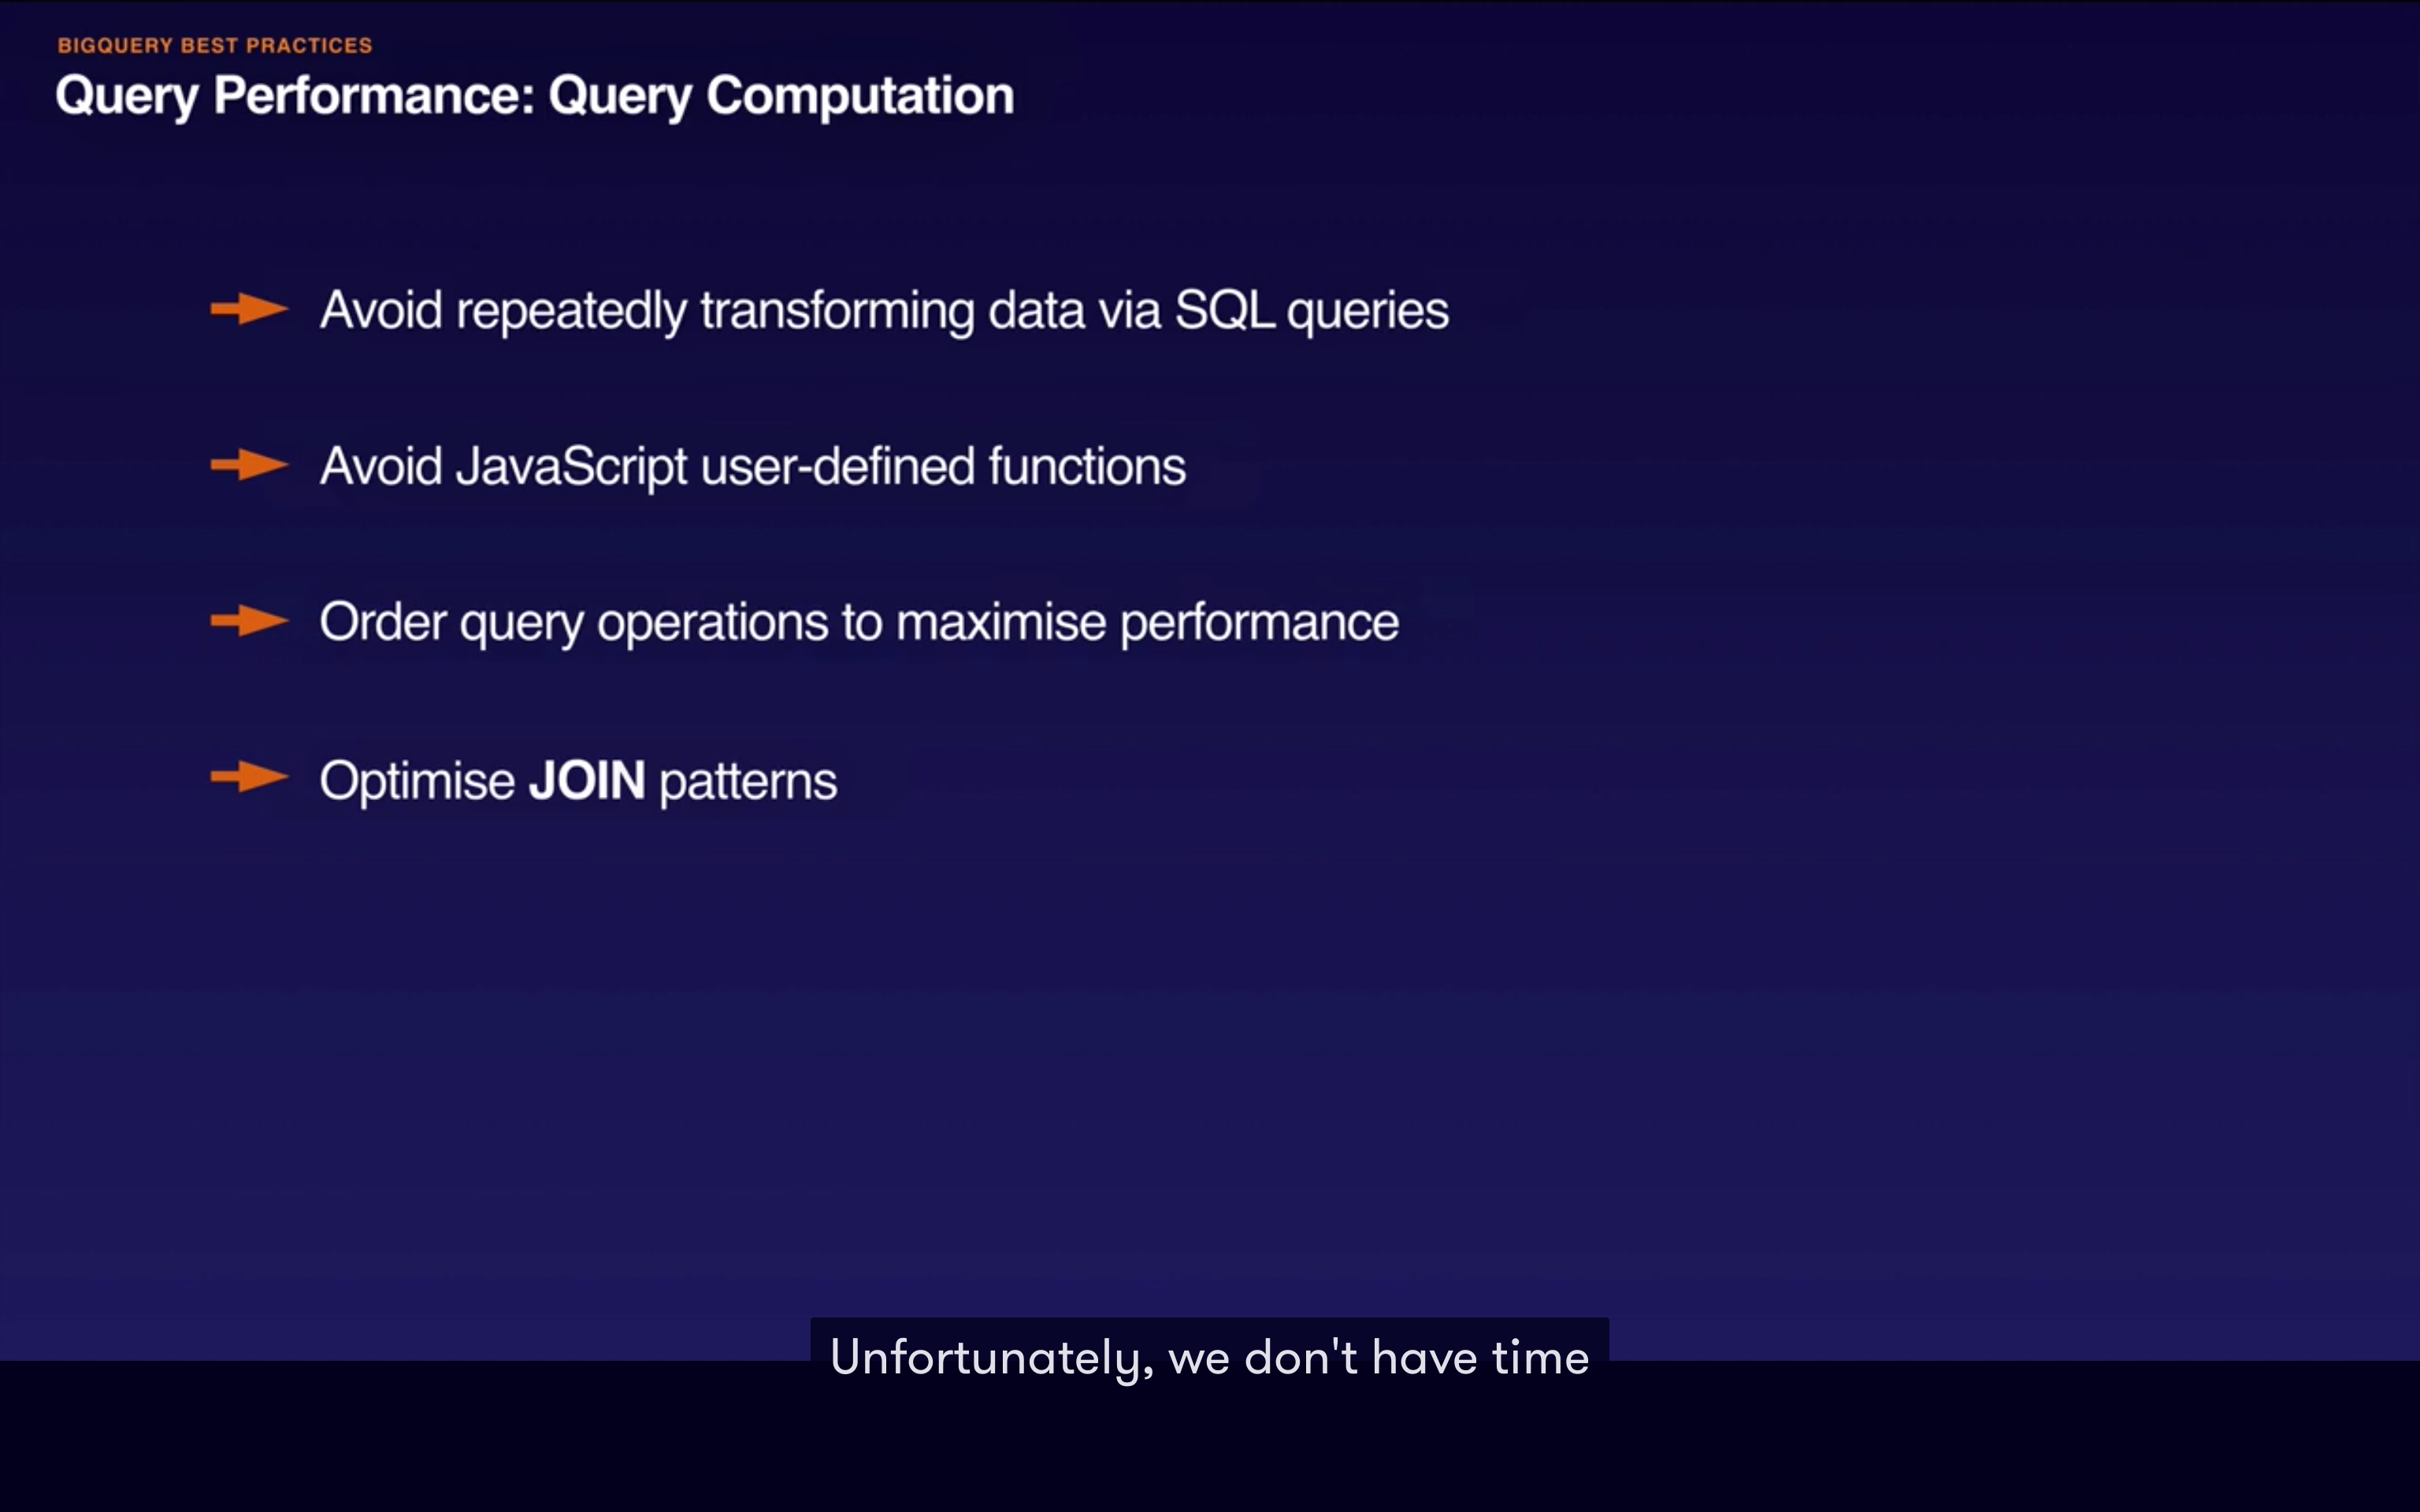 BIGQUERY BEST PRACTICES
Query Performance: Query Computation
Avoid repeatedly transforming data via SQL queries
Avoid JavaScript user-defined functions
Order query operations to maximise performance
Optimise JOIN patterns
Unfortunately, we don't have time